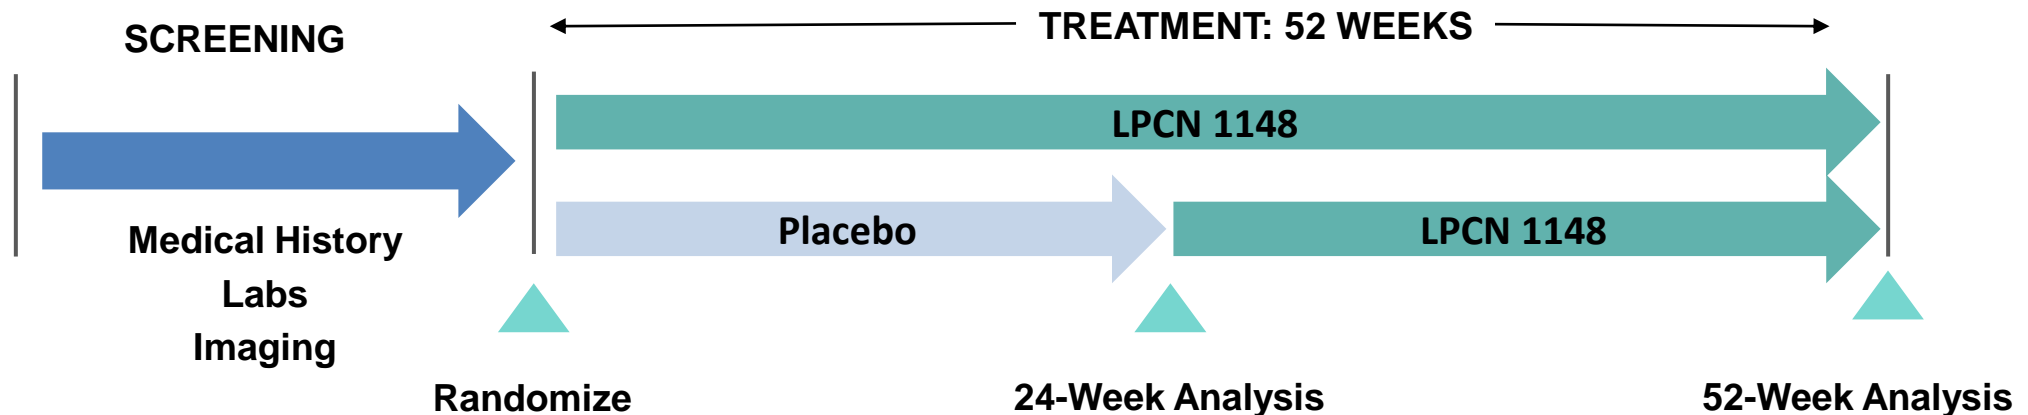 SCREENING
TREATMENT: 52 WEEKS
LPCN 1148
Placebo
LPCN 1148
Medical History
Labs
Imaging
Randomize
24-Week Analysis
52-Week Analysis